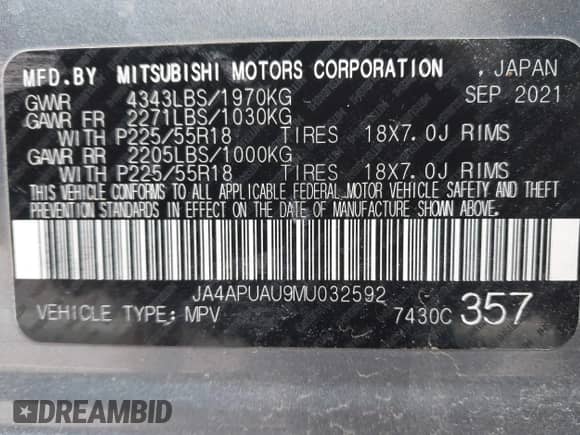 MFD.BY MITSUBISHI MOTORS CORPORATION , JAPAN
GVWR 4343LBS/1970KG SEP 2021
GAWR FR 2271LBS/1030KG
WITH P225/55R18 TIRES 18X7.0J RIMS
GAWR RR 2205LBS/1000KG
WITH P225/55R18 TIRES 18X7.0J RIMS
THIS VEHICLE CONFORMS TO ALL APPLICABLE FEDERAL MOTOR VEHICLE SAFETY AND THEFT
PREVENTION STANDARDS IN EFFECT ON THE DATE OF MANUFACTURE SHOWN ABOVE.
JA4APUAU9MU032592
VEHICLE TYPE: MPV 7430C 357
DREAMBID